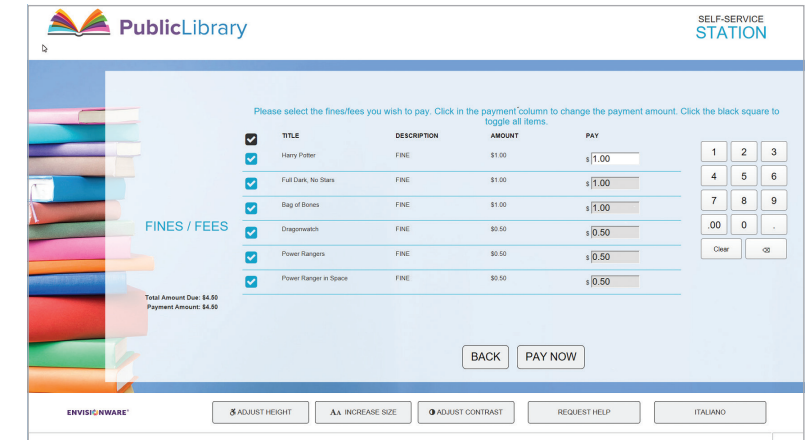 PublicLibrary
SELF-SERVICE
STATION
Please select the fines/fees you wish to pay. Click in the payment column to change the payment amount. Click the black square to
toggle all items.
TITLE DESCRIPTION AMOUNT PAY
Harry Potter FINE $1.00 $ 1.00
Full Dark, No Stars FINE $1.00 $ 1.00
Bag of Bones FINE $1.00 $ 1.00
Dragonwatch FINE $0.50 $ 0.50
Power Rangers FINE $0.50 $ 0.50
Power Ranger in Space FINE $0.50 $ 0.50
FINES / FEES
Total Amount Due: $4.50
Payment Amount: $4.50
1 2 3
4 5 6
7 8 9
.00 0 .
Clear
BACK PAY NOW
ENVISIONWARE® ADJUST HEIGHT AA INCREASE SIZE ADJUST CONTRAST REQUEST HELP ITALIANO